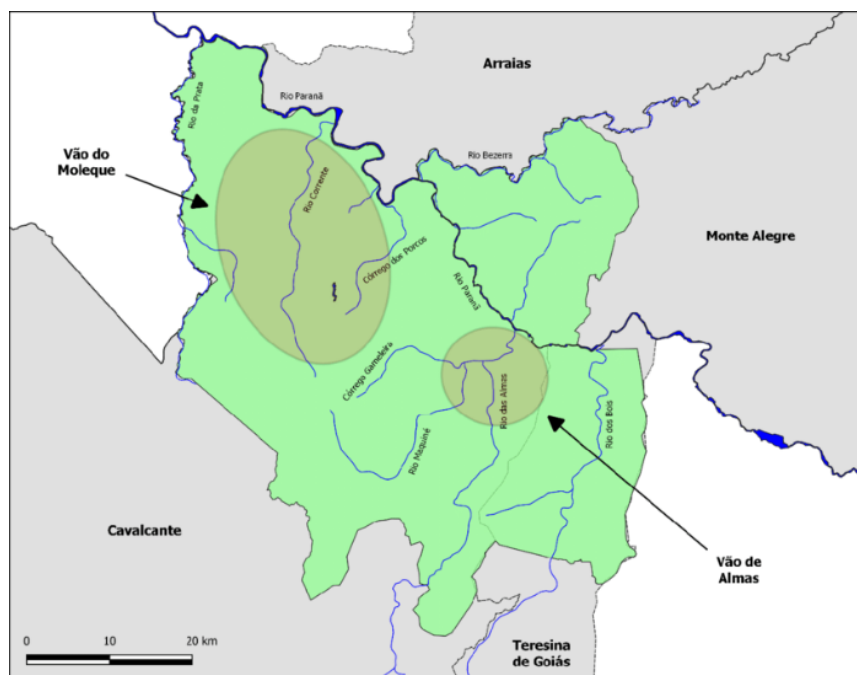 Arraias
Rio da Prata
Rio Paranã
Vão do
Moleque
Rio Bezerra
Rio Corrente
Monte Alegre
Córrego dos Porcos
Rio Paranã
Córrega Gameleira
Rio das Almas
Rio dos Bois
Rio Maquiné
Cavalcante
Vão de
Almas
0 10 20 km
Teresina
de Goiás